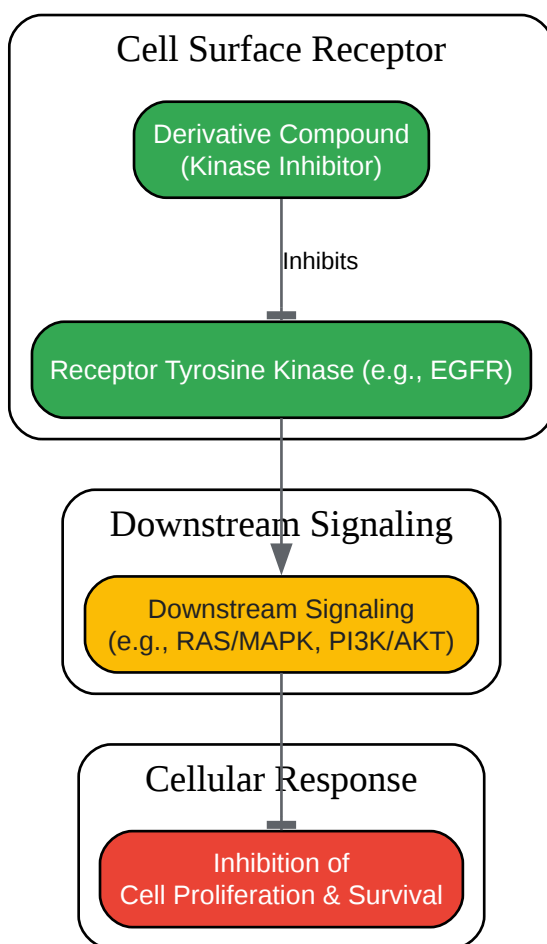 Cell Surface Receptor
Derivative Compound
(Kinase Inhibitor)
Inhibits
Receptor Tyrosine Kinase (e.g., EGFR)
Downstream Signaling
Downstream Signaling
(e.g., RAS/MAPK, PI3K/AKT)
Cellular Response
Inhibition of
Cell Proliferation & Survival